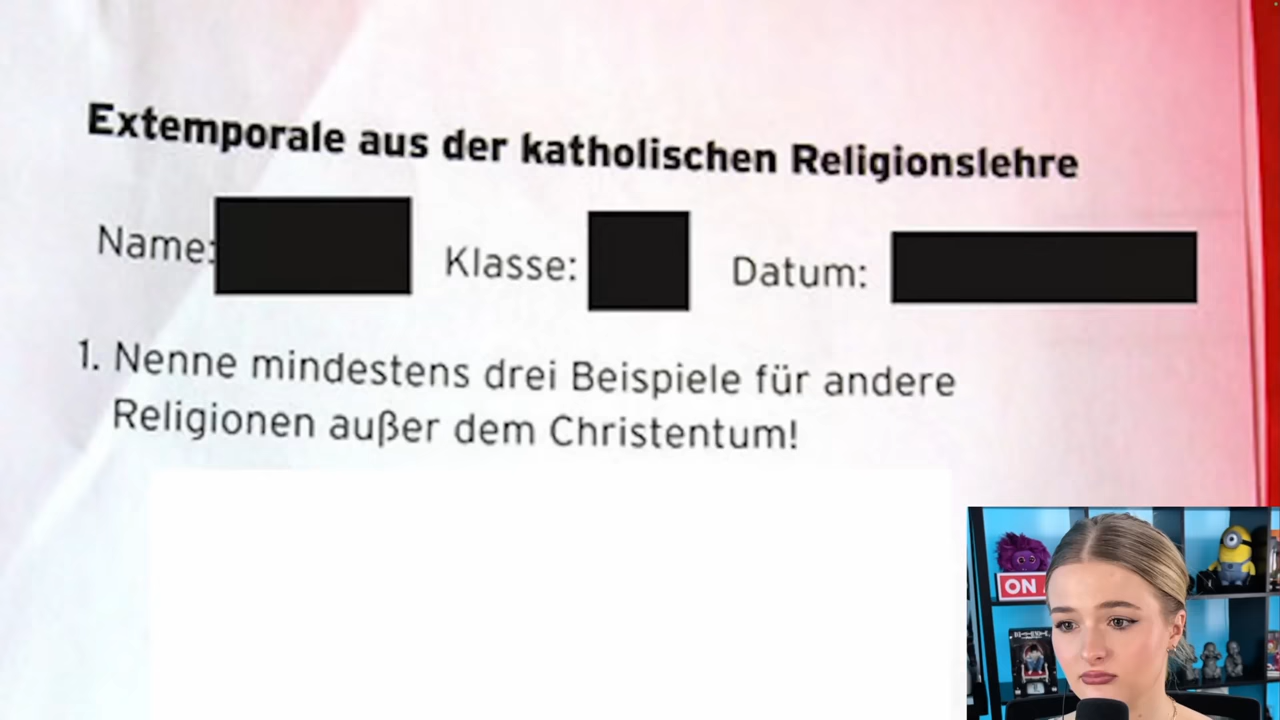 Extemporale aus der katholischen Religionslehre
Name: Klasse: Datum:
1. Nenne mindestens drei Beispiele für andere
Religionen außer dem Christentum!
ON